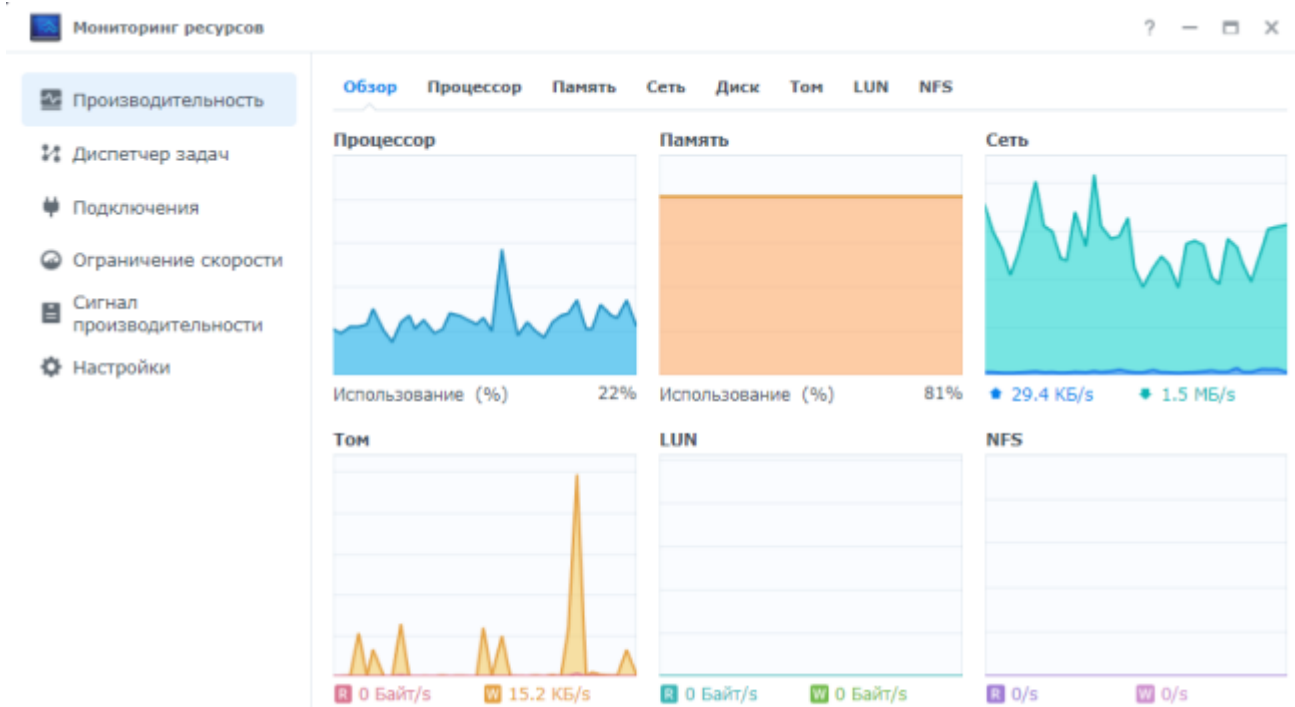 Мониторинг ресурсов
?
Производительность
Диспетчер задач
Подключения
Ограничение скорости
Сигнал
производительности
Настройки
Обзор Процессор Память Сеть Диск Том LUN NFS
Процессор
Использование (%) 22%
Память
Использование (%) 81%
Сеть
29.4 КБ/s 1.5 МБ/s
Том
R 0 Байт/s W 15.2 КБ/s
LUN
R 0 Байт/s W 0 Байт/s
NFS
R 0/s W 0/s